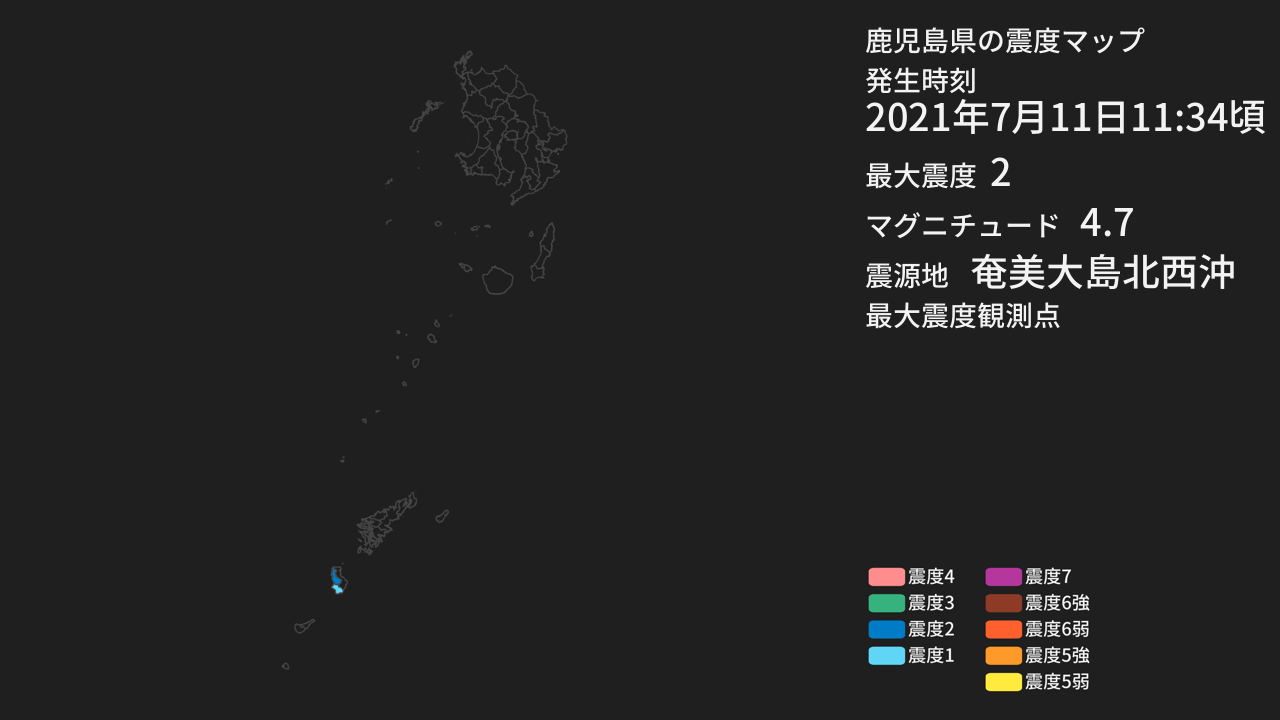 鹿児島県の震度マップ
発生時刻
2021年7月11日11:34頃
最大震度 2
マグニチュード 4.7
震源地 奄美大島北西沖
最大震度観測点
震度4
震度3
震度2
震度1
震度7
震度6強
震度6弱
震度5強
震度5弱